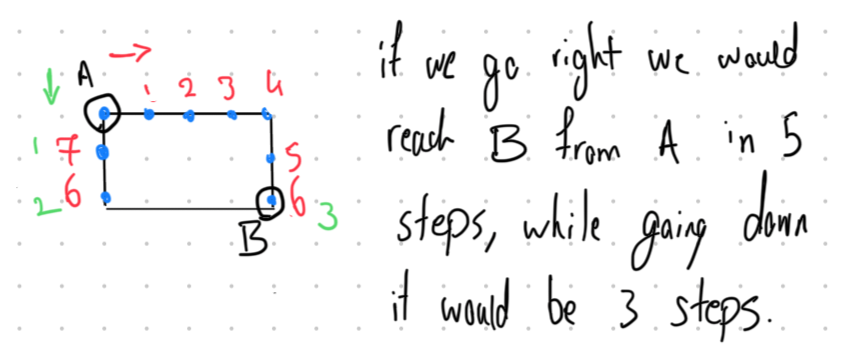 A
1 2 3 4
1 7 5
2 6 6 3
B
if we go right we would
reach B from A in 5
steps, while gaing down
it would be 3 steps.